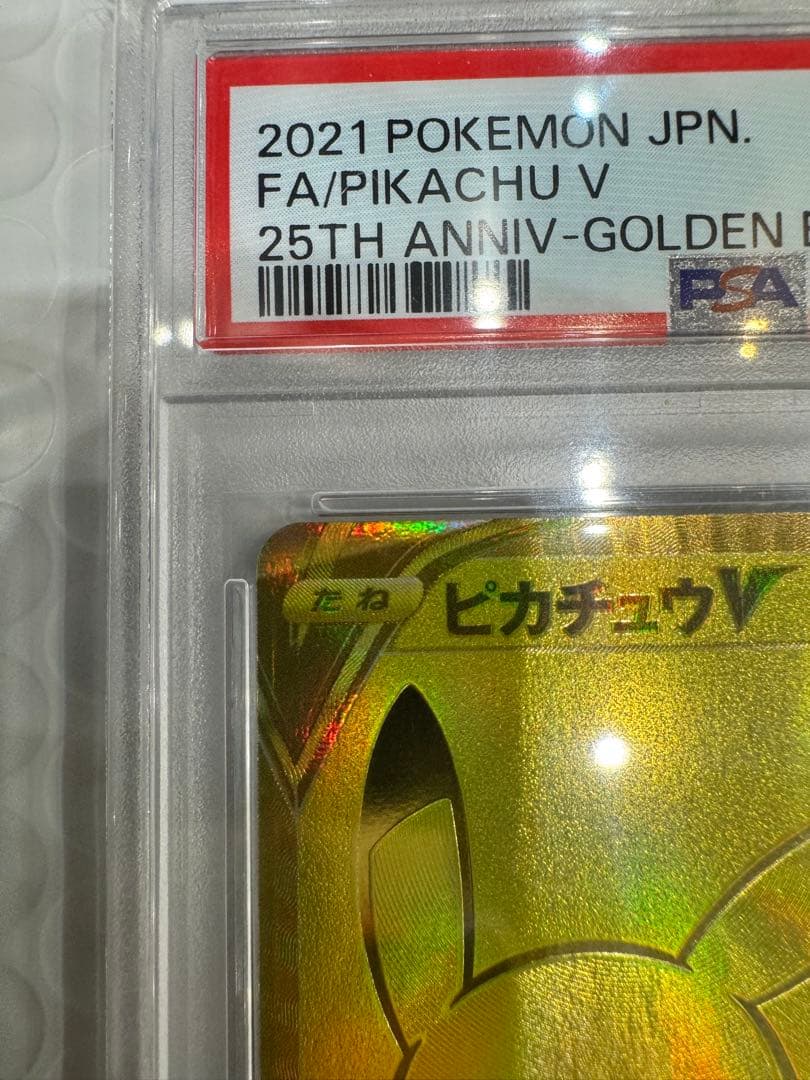 2021 POKEMON JPN.
FA/PIKACHU V
25TH ANNIV-GOLDEN
PSA
たね
ピカチュウV